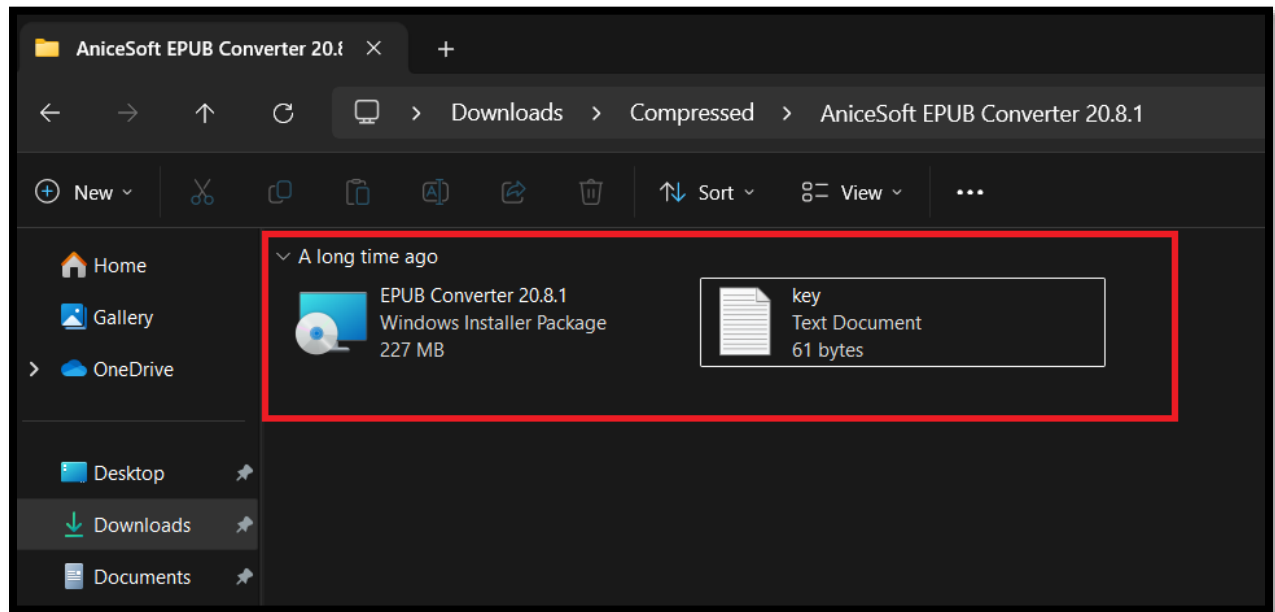 AniceSoft EPUB Converter 20.8
Downloads > Compressed > AniceSoft EPUB Converter 20.8.1
New Sort View
A long time ago
EPUB Converter 20.8.1
Windows Installer Package
227 MB
key
Text Document
61 bytes
Home
Gallery
OneDrive
Desktop
Downloads
Documents